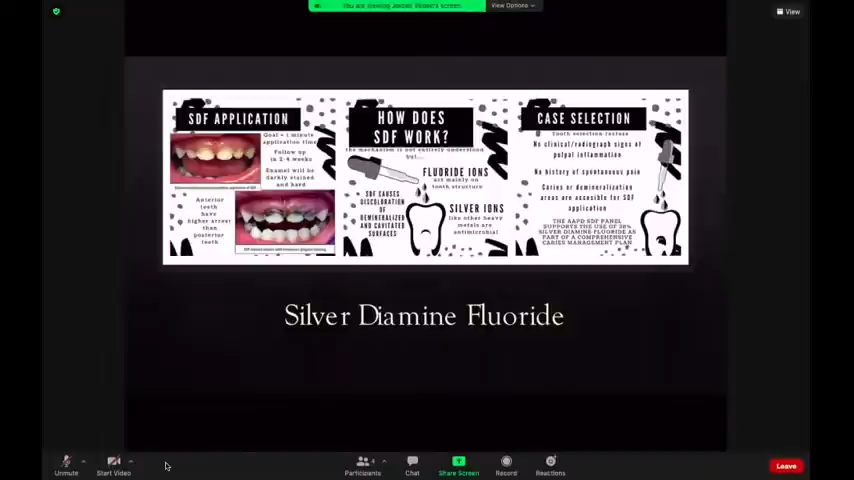 You are viewing
screen
View Options
View
SDF APPLICATION
Goal = 1 minute
application time
Follow up
in 2-4 weeks
Enamel will be
darkly stained
and hard
Anterior
teeth
have
higher arrest
than
posterior
teeth
HOW DOES
SDF WORK?
the mechanism is not entirely understood
but...
FLUORIDE IONS
act mainly on
tooth structure
SDF CAUSES
DISCOLORATION
OF
DEMINERALIZED
AND CAVITATED
SURFACES
SILVER IONS
like other heavy
metals are
antimicrobial
CASE SELECTION
Tooth selection criteria
No clinical/radiograph signs of
pulpal inflammation
No history of spontaneous pain
Caries or demineralization
areas are accesible for SDF
application
THE AAPD SDF PANEL
SUPPORTS THE USE OF 38%
SILVER DIAMINE FLUORIDE AS
PART OF A COMPREHENSIVE
CARIES MANAGEMENT PLAN
Silver Diamine Fluoride
Unmute
Start Video
Participants
4
Chat
Share Screen
Record
Reactions
Leave